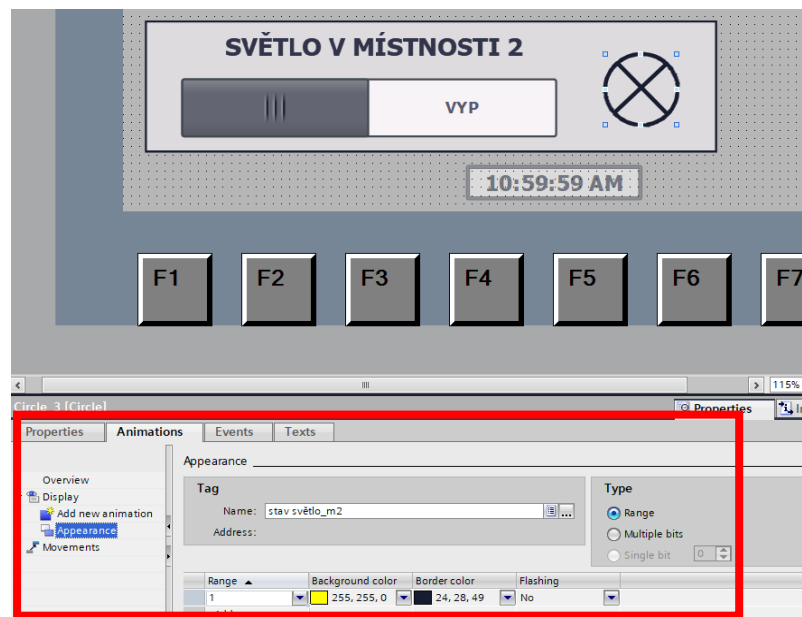 SVĚTLO V MÍSTNOSTI 2
VYP
10:59:59 AM
F1 F2 F3 F4 F5 F6 F7
115%
Circle_3 [Circle]
Properties
Properties Animations Events Texts
Appearance
Overview
Display
Add new animation
Appearance
Movements
Tag
Name: stav světlo_m2
Address:
Type
Range
Multiple bits
Single bit 0
Range Background color Border color Flashing
1 255, 255, 0 24, 28, 49 No